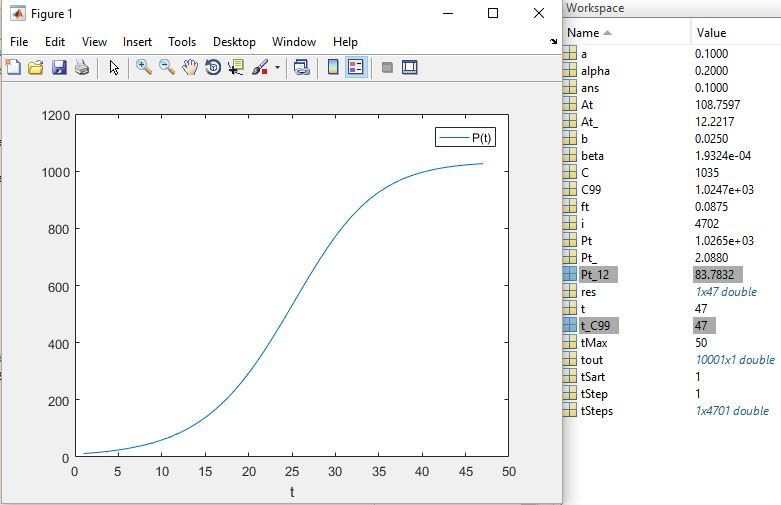 Figure 1
File Edit View Insert Tools Desktop Window Help
1200
1000
800
600
400
200
0
0 5 10 15 20 25 30 35 40 45 50
t
P(t)
Workspace
Name Value
a 0.1000
alpha 0.2000
ans 0.1000
At 108.7597
At_ 12.2217
b 0.0250
beta 1.9324e-04
C 1035
C99 1.0247e+03
ft 0.0875
i 4702
Pt 1.0265e+03
Pt_ 2.0880
Pt_12 83.7832
res 1x47 double
t 47
t_C99 47
tMax 50
tout 10001x1 double
tSart 1
tStep 1
tSteps 1x4701 double